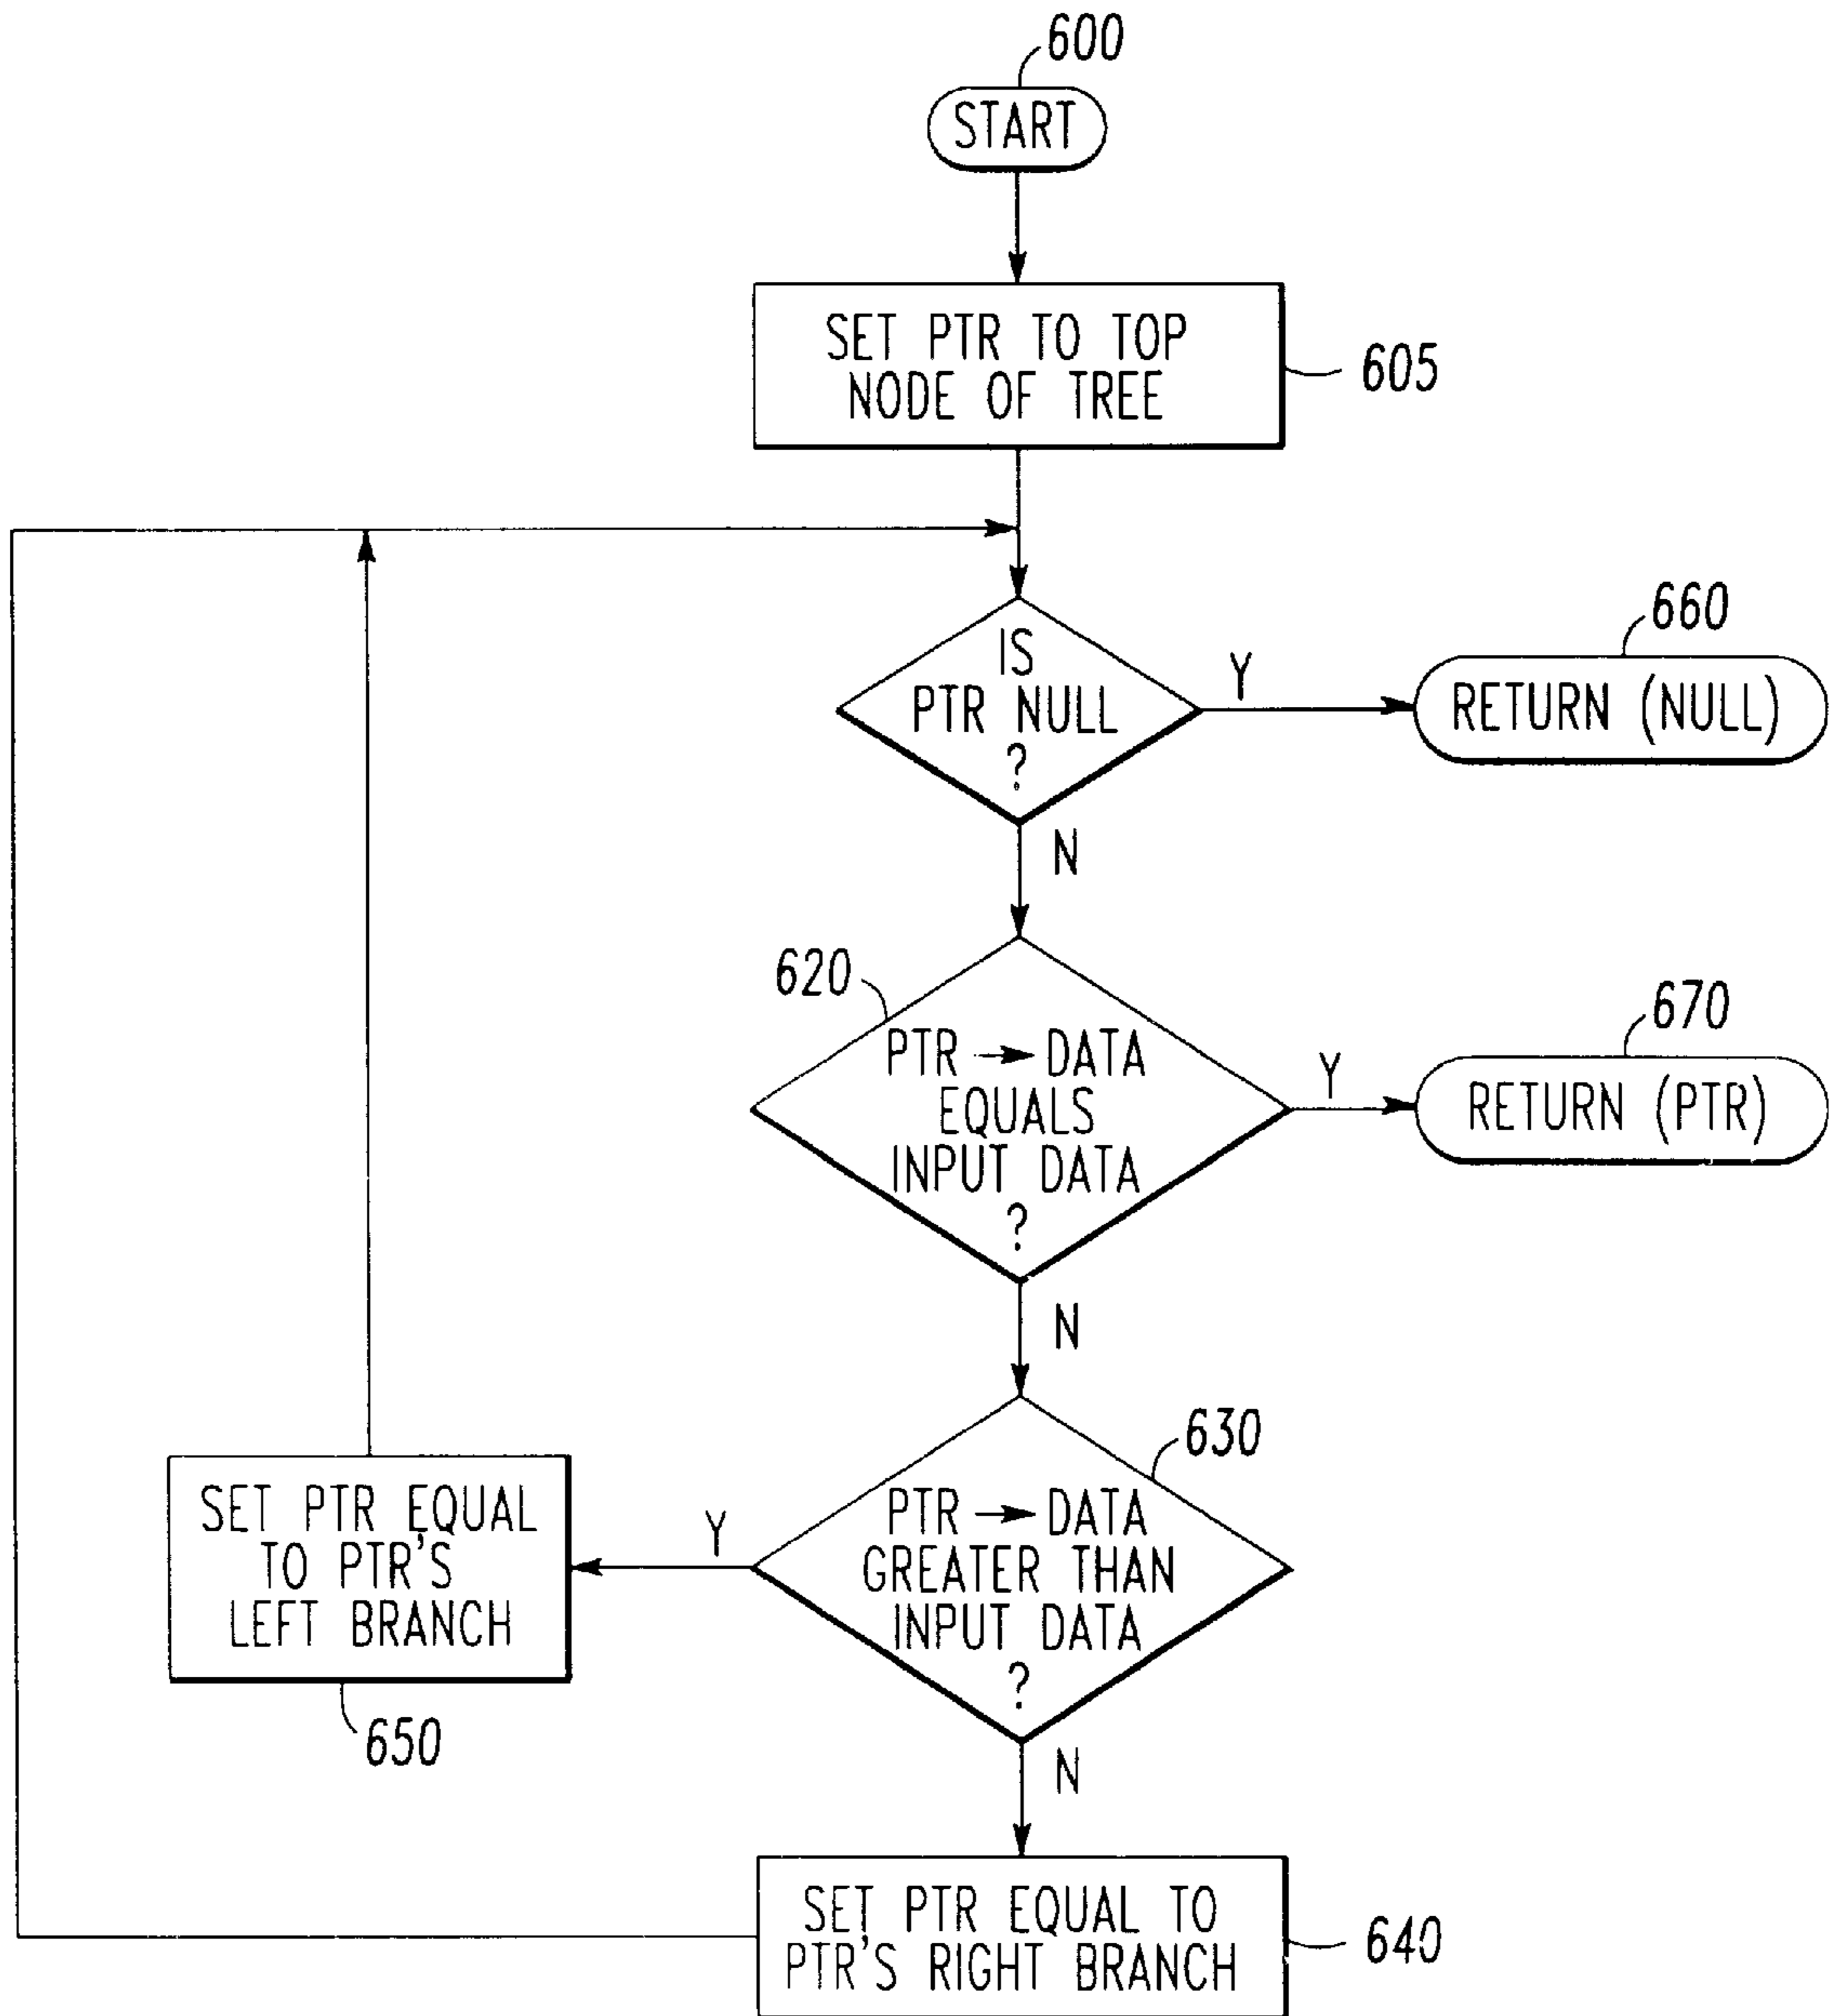 600
START
SET PTR TO TOP
NODE OF TREE
605
IS
PTR NULL
?
Y
660
RETURN (NULL)
N
620
PTR → DATA
EQUALS
INPUT DATA
?
Y
670
RETURN (PTR)
N
630
PTR → DATA
GREATER THAN
INPUT DATA
?
Y
SET PTR EQUAL
TO PTR'S
LEFT BRANCH
650
N
SET PTR EQUAL TO
PTR'S RIGHT BRANCH
640